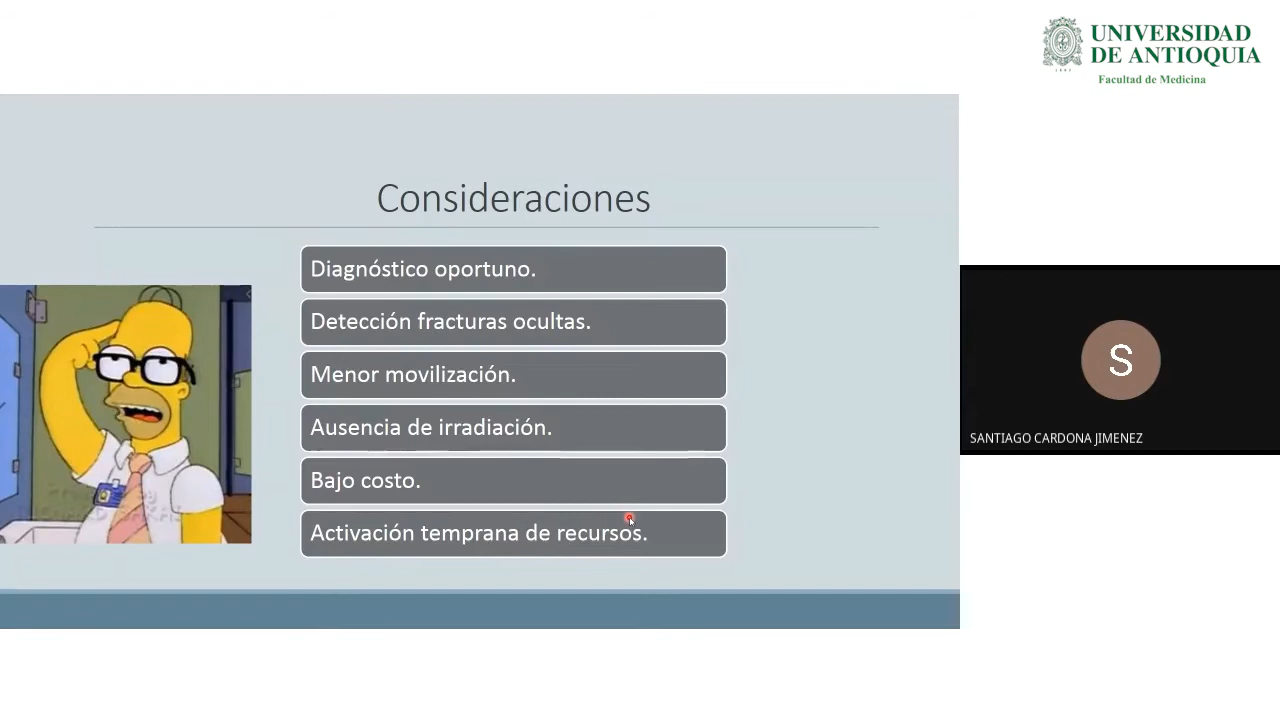 UNIVERSIDAD
DE ANTIOQUIA
1803
Facultad de Medicina
Consideraciones
Diagnóstico oportuno.
Detección fracturas ocultas.
Menor movilización.
Ausencia de irradiación.
Bajo costo.
Activación temprana de recursos.
S
SANTIAGO CARDONA JIMENEZ